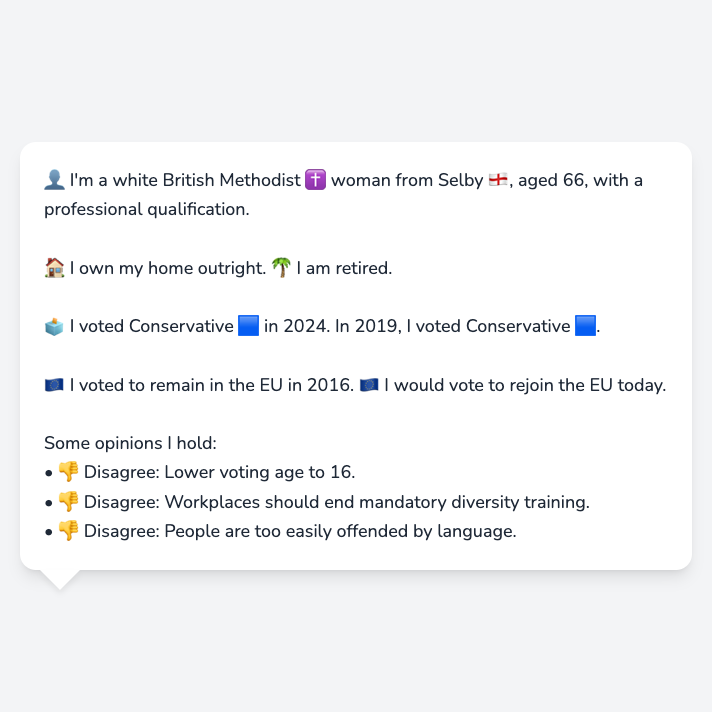 👤 I'm a white British Methodist ✝️ woman from Selby 🏴󠁧󠁢󠁥󠁮󠁧󠁿, aged 66, with a
professional qualification.
🏠 I own my home outright. 🌴 I am retired.
🗳️ I voted Conservative 🟦 in 2024. In 2019, I voted Conservative 🟦.
🇪🇺 I voted to remain in the EU in 2016. 🇪🇺 I would vote to rejoin the EU today.
Some opinions I hold:
• 👎 Disagree: Lower voting age to 16.
• 👎 Disagree: Workplaces should end mandatory diversity training.
• 👎 Disagree: People are too easily offended by language.